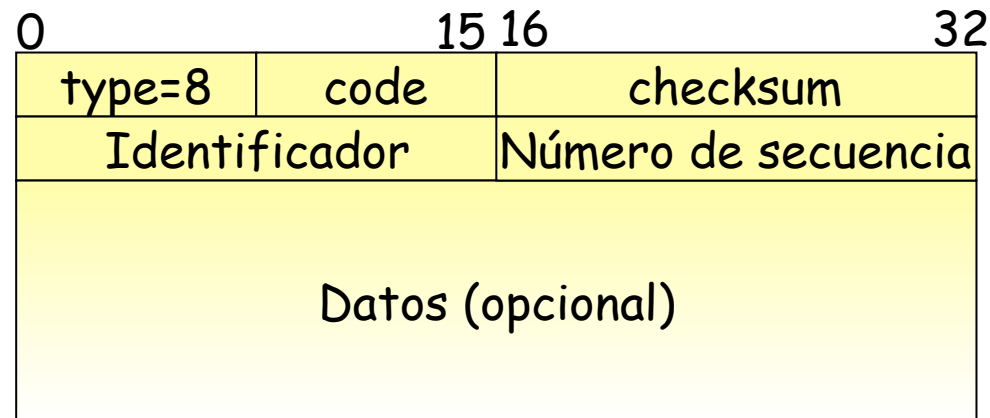 0 15 16 32
type=8 code checksum
Identificador Número de secuencia
Datos (opcional)